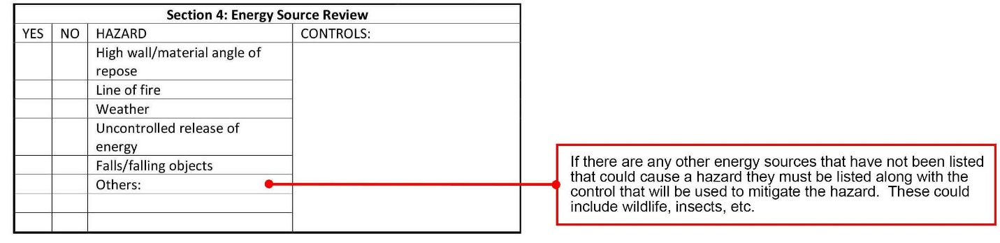 Section 4: Energy Source Review
YES NO HAZARD CONTROLS:
High wall/material angle of
repose
Line of fire
Weather
Uncontrolled release of
energy
Falls/falling objects
Others:
If there are any other energy sources that have not been listed
that could cause a hazard they must be listed along with the
control that will be used to mitigate the hazard.  These could
include wildlife, insects, etc.